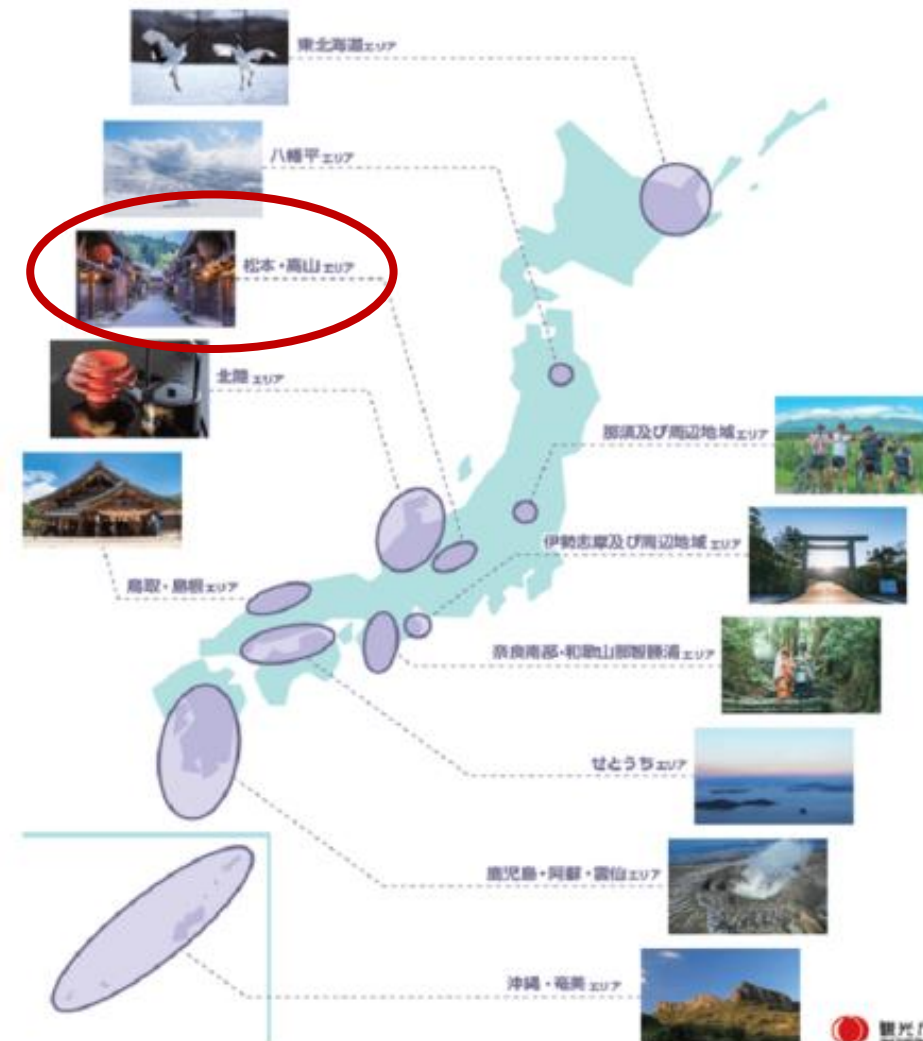 東北海道エリア
八幡平エリア
松本・高山エリア
北陸エリア
那須及び周辺地域エリア
伊勢志摩及び周辺地域エリア
鳥取・島根エリア
奈良南部・和歌山那智勝浦エリア
せとうちエリア
鹿児島・阿蘇・雲仙エリア
沖縄・奄美エリア
観光